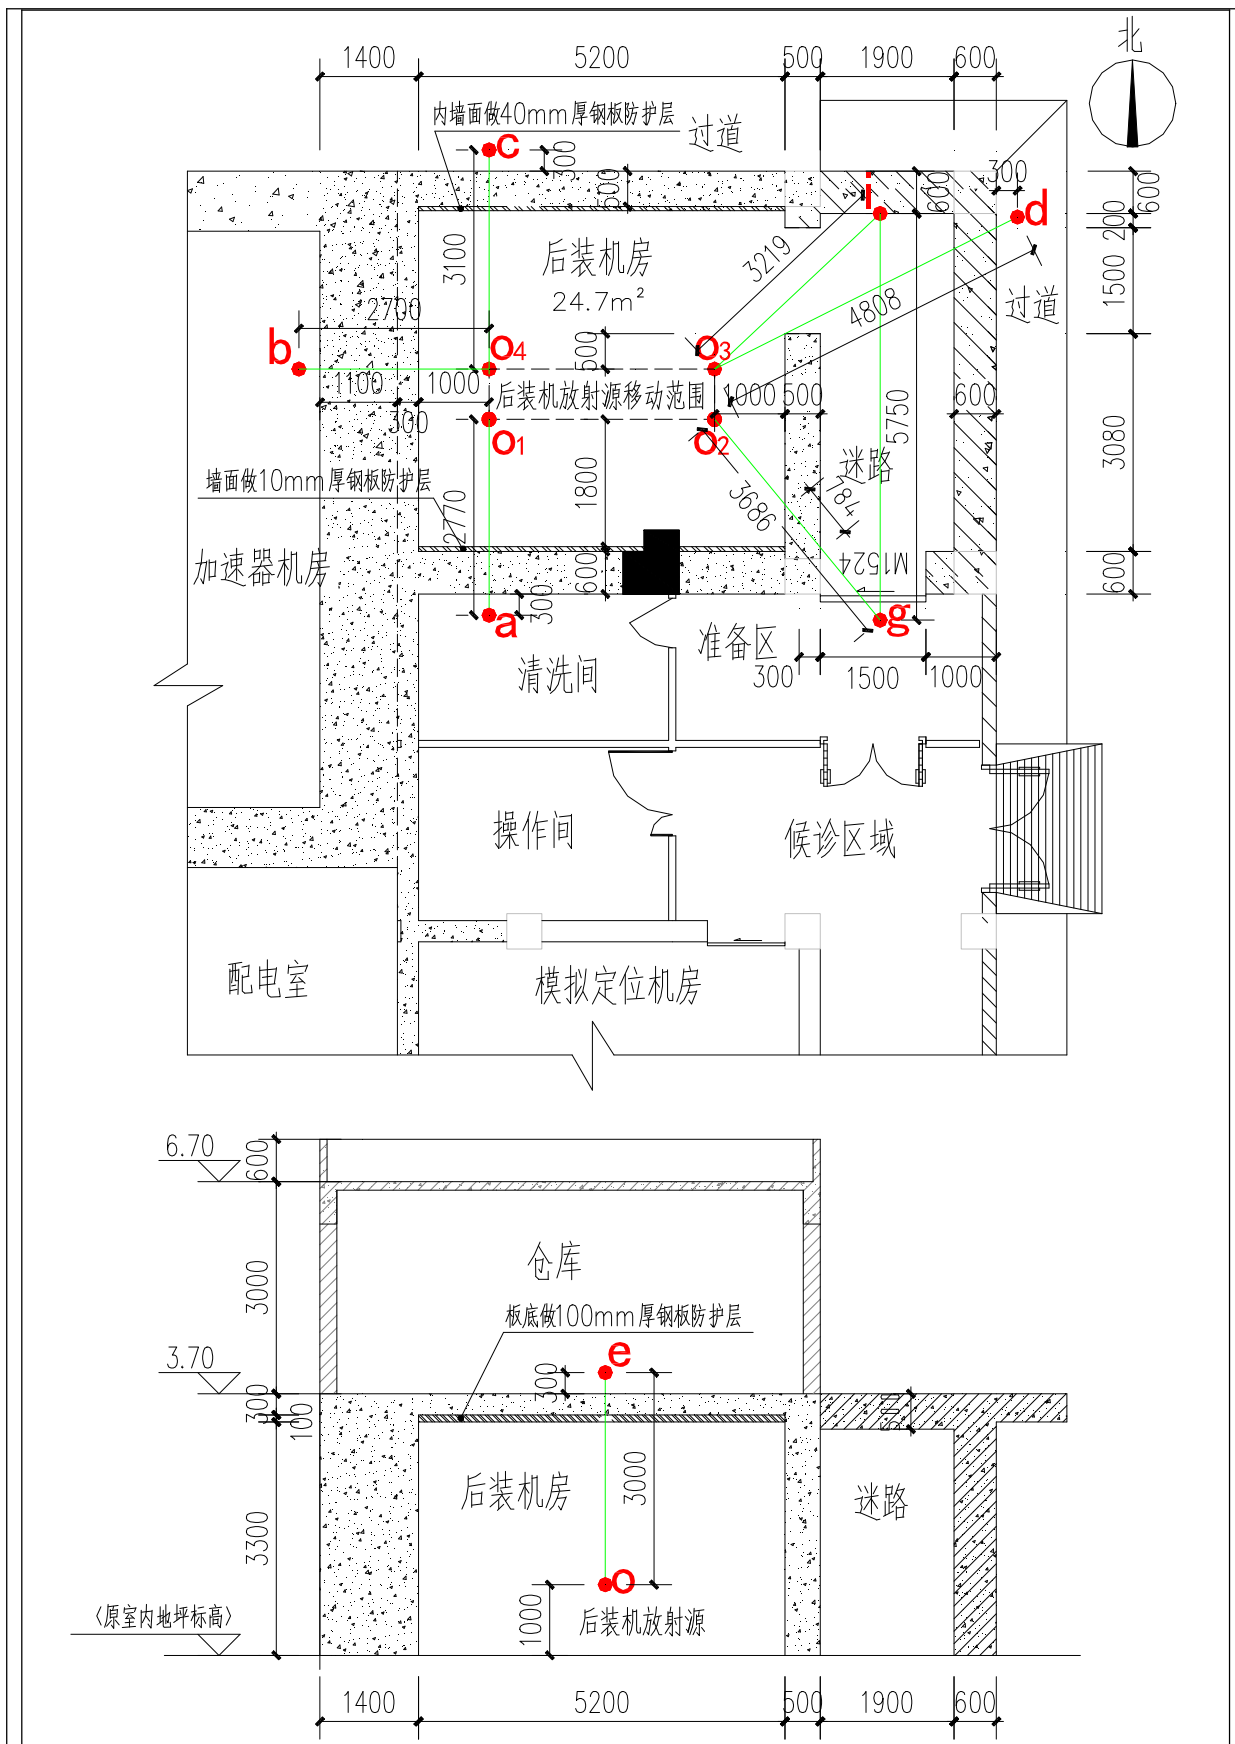 北
1400
5200
500
1900
600
内墙面做40mm厚钢板防护层
过道
c
300
500
600
300
600
i
d
200
后装机房
24.7m²
3100
3219
4808
1500
过道
2700
b
o4
o3
500
1100
1000
后装机放射源移动范围
1000
500
600
300
o1
o2
5750
3080
迷路
墙面做10mm厚钢板防护层
2770
1800
3686
784
加速器机房
M1524
600
600
a
300
g
准备区
清洗间
300
1500
1000
操作间
候诊区域
配电室
模拟定位机房
6.70
600
仓库
3000
板底做100mm厚钢板防护层
3.70
e
300
300
100
500
后装机房
3000
迷路
3300
o
〈原室内地坪标高〉
1000
后装机放射源
1400
5200
500
1900
600